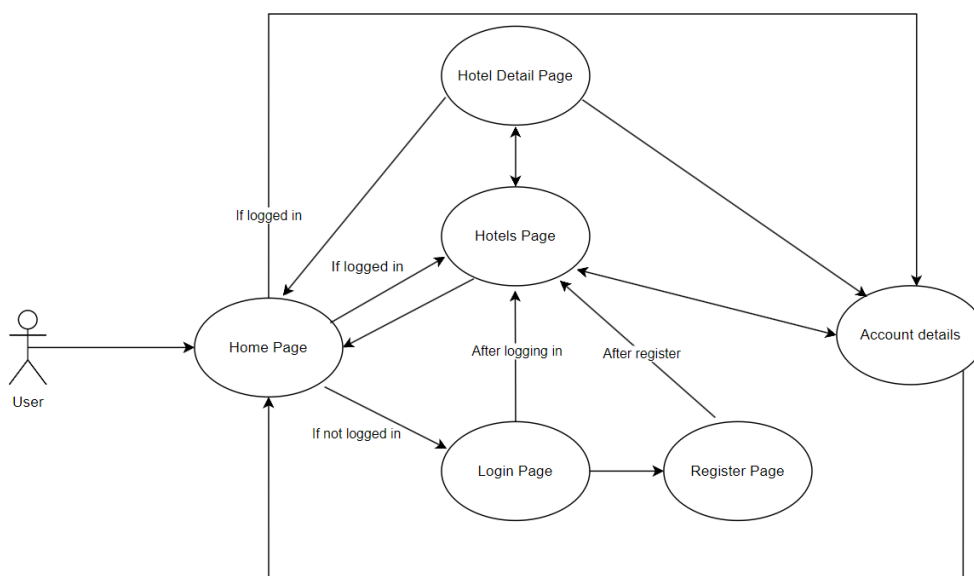 Hotel Detail Page
If logged in
Hotels Page
If logged in
Home Page
Account details
After logging in
After register
User
If not logged in
Login Page
Register Page